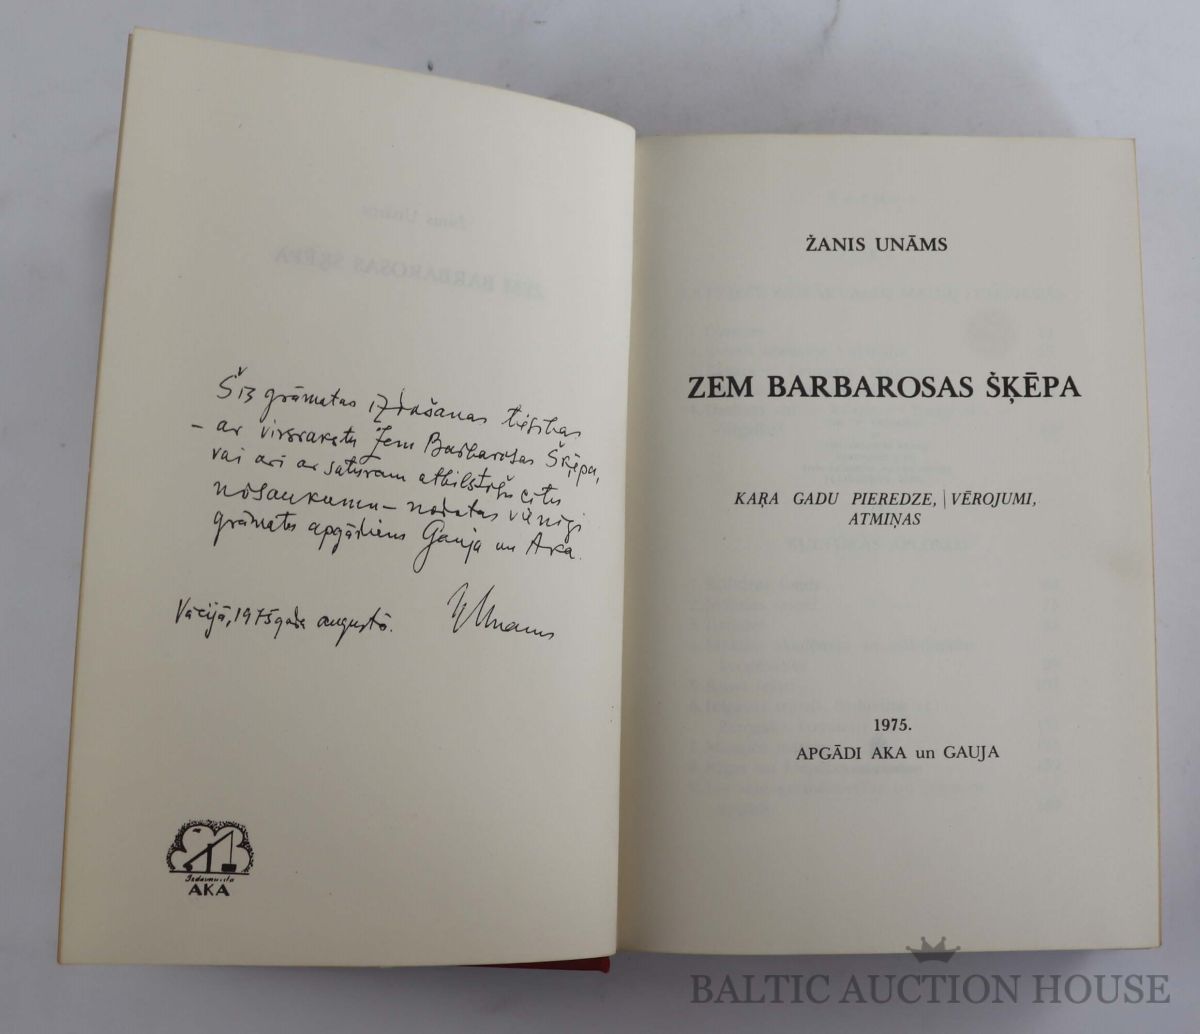 Šīs grāmatas izdošanas tiesības
– ar virsrakstu Zem Barbarosas Šķēpa,
vai arī ar saturam atbilstošu citu
nosaukumu – nodotas vienīgi
grāmatu apgādiem Gauja un Aka.
Vācijā, 1975 gada augustā.
ŽUnams
Izdevniecība
AKA
ŽANIS UNĀMS
ZEM BARBAROSAS ŠĶĒPA
KAŖA GADU PIEREDZE, VĒROJUMI,
ATMIŅAS
1975.
APGĀDI AKA un GAUJA
BALTIC AUCTION HOUSE